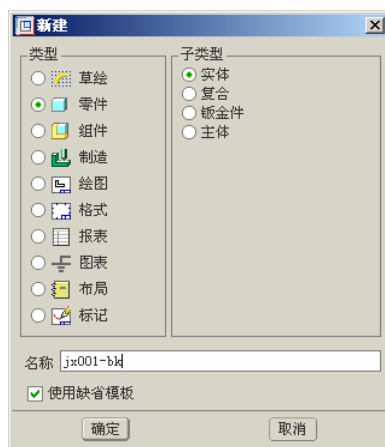 新建
类型
草绘
零件
组件
制造
绘图
格式
报表
图表
布局
标记
子类型
实体
复合
钣金件
主体
名称 jx001-bk
使用缺省模板
确定 取消